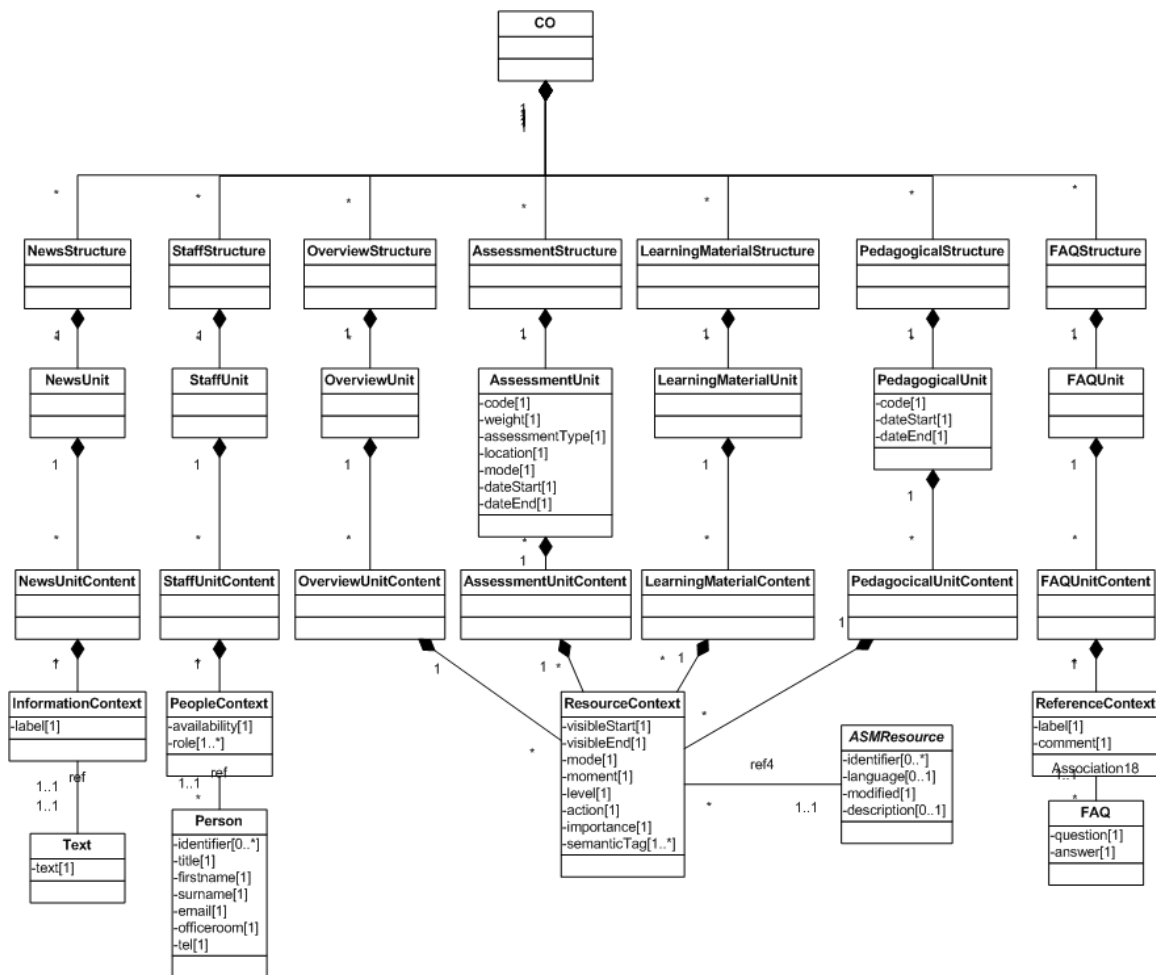 CO
1
* * * * * * *
NewsStructure StaffStructure OverviewStructure AssessmentStructure LearningMaterialStructure PedagogicalStructure FAQStructure
1 1 1 1 1 1 1
* * * * *
NewsUnit StaffUnit OverviewUnit AssessmentUnit LearningMaterialUnit PedagogicalUnit FAQUnit
-code[1]
-weight[1]
-assessmentType[1]
-location[1]
-mode[1]
-dateStart[1]
-dateEnd[1]
-code[1]
-dateStart[1]
-dateEnd[1]
1 1 1 1 1 1 1
* * * * * * *
NewsUnitContent StaffUnitContent OverviewUnitContent AssessmentUnitContent LearningMaterialContent PedagocicalUnitContent FAQUnitContent
1 1 1 1 * * 1 1 1
InformationContext
-label[1]
PeopleContext
-availability[1]
-role[1..*]
ResourceContext
-visibleStart[1]
-visibleEnd[1]
-mode[1]
-moment[1]
-level[1]
-action[1]
-importance[1]
-semanticTag[1..*]
* *
ref4
* 1..1
ASMResource
-identifier[0..*]
-language[0..1]
-modified[1]
-description[0..1]
ReferenceContext
-label[1]
-comment[1]
ref
1..1
1..1
ref
1..1
*
Association18
1..1
*
Text
-text[1]
Person
-identifier[0..*]
-title[1]
-firstname[1]
-surname[1]
-email[1]
-officeroom[1]
-tel[1]
FAQ
-question[1]
-answer[1]